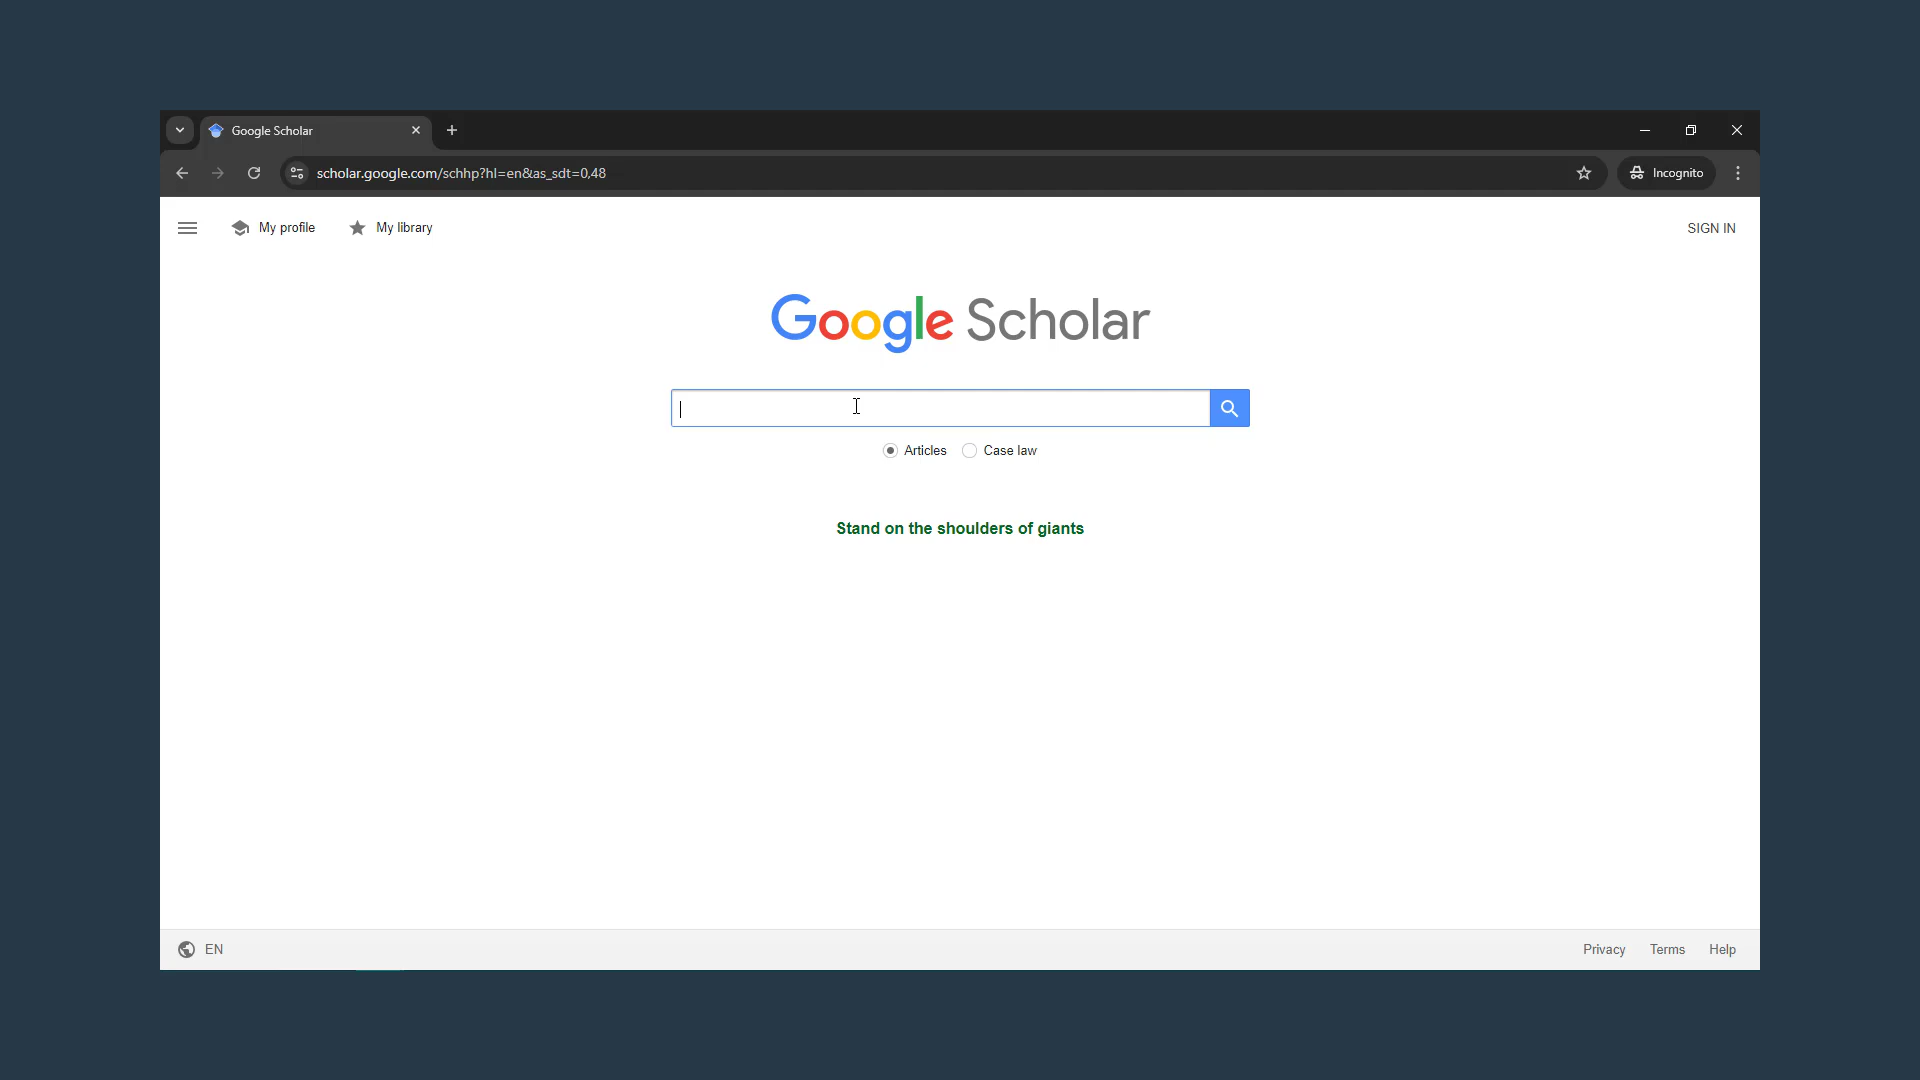 Google Scholar
scholar.google.com/schhp?hl=en&as_sdt=0,48
Incognito
My profile
My library
SIGN IN
Google Scholar
Articles
Case law
Stand on the shoulders of giants
EN
Privacy
Terms
Help